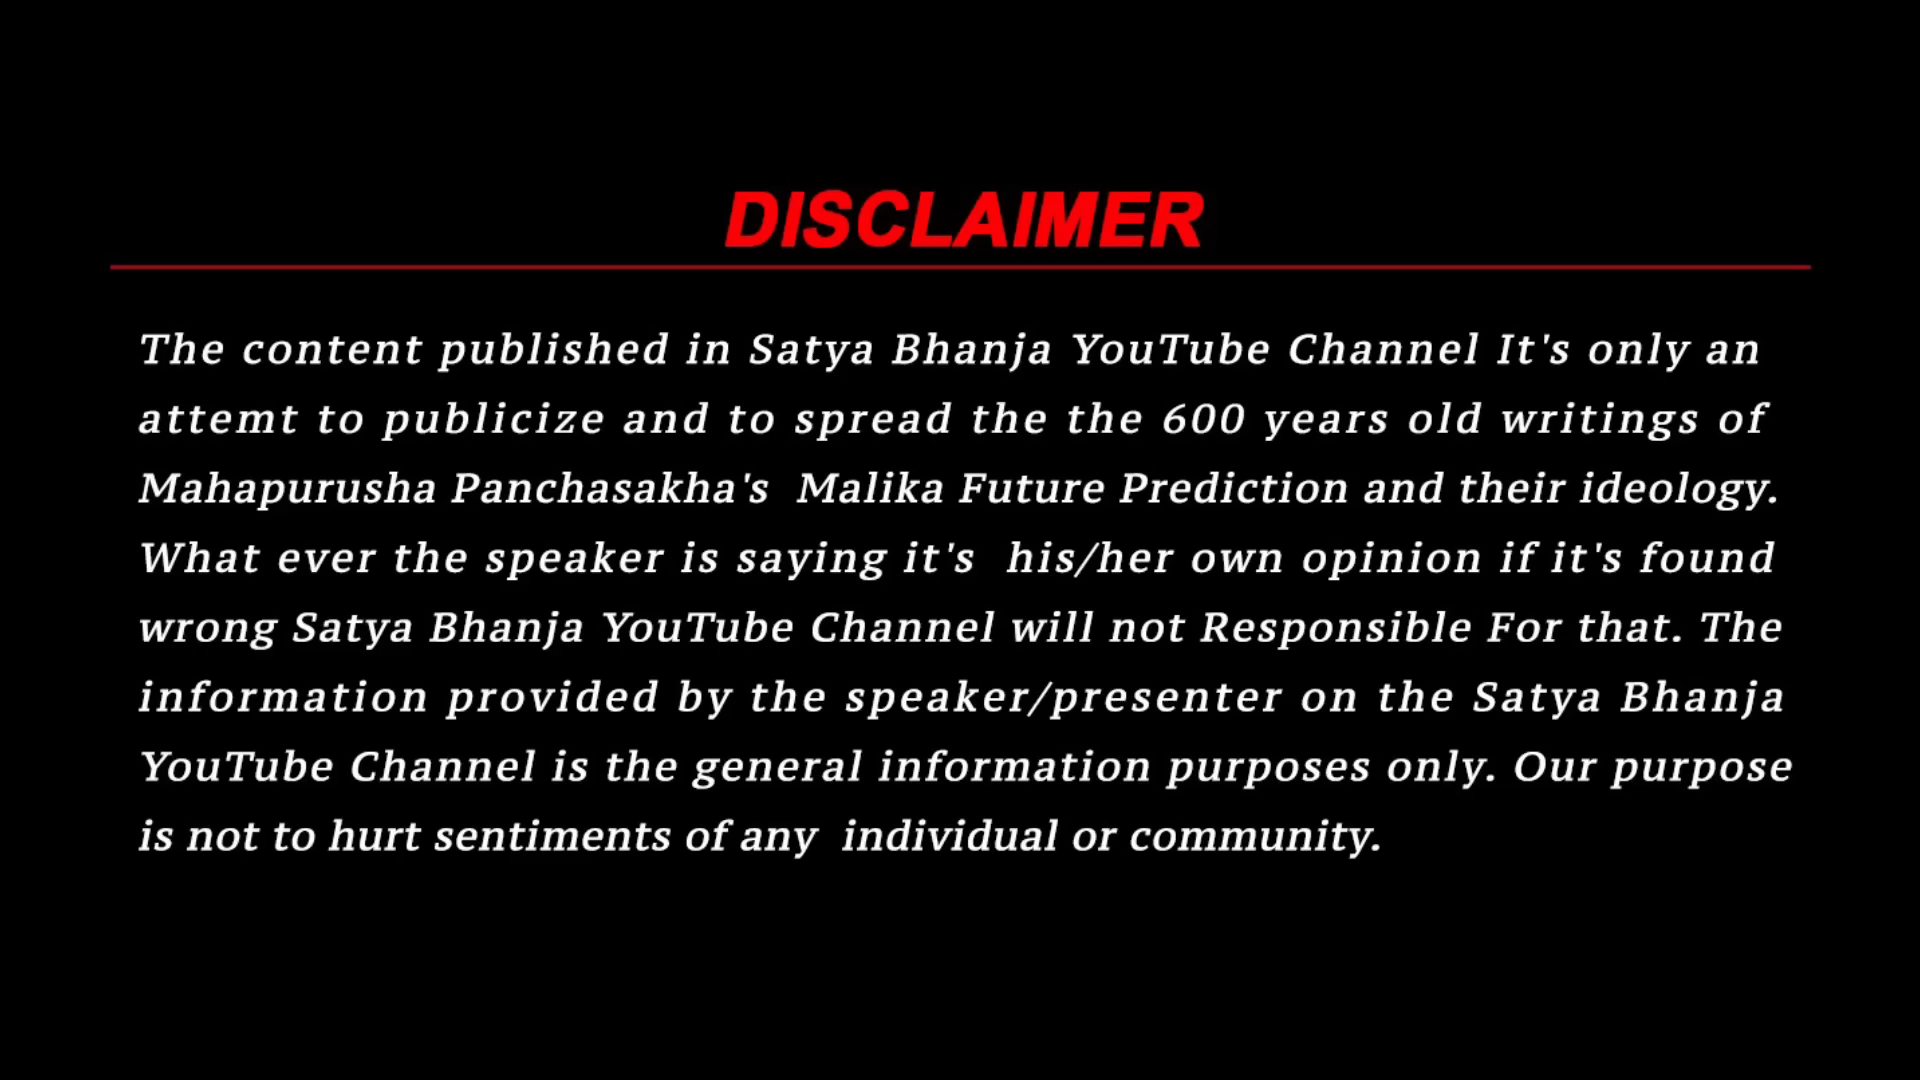 DISCLAIMER
The content published in Satya Bhanja YouTube Channel It's only an
attemt to publicize and to spread the the 600 years old writings of
Mahapurusha Panchasakha's  Malika Future Prediction and their ideology.
What ever the speaker is saying it's  his/her own opinion if it's found
wrong Satya Bhanja YouTube Channel will not Responsible For that. The
information provided by the speaker/presenter on the Satya Bhanja
YouTube Channel is the general information purposes only. Our purpose
is not to hurt sentiments of any  individual or community.